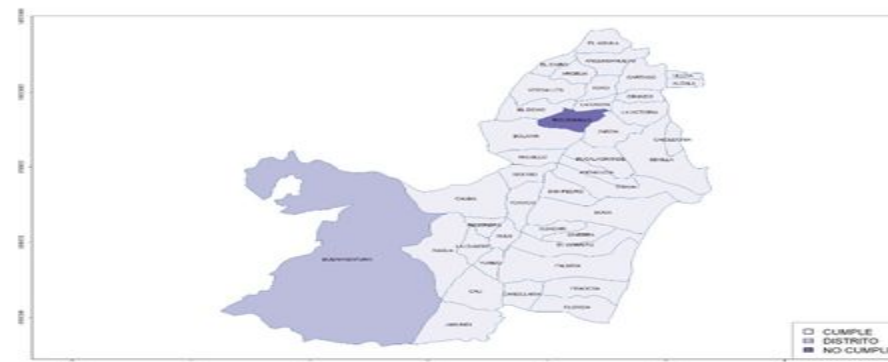 EL AGUILA
EL CAIRO
ARGELIA
CARTAGO
ULLOA
ALCALA
VERSALLES
TORO
OBANDO
EL DOVIO
LA UNION
LA VICTORIA
ROLDANILLO
ZARZAL
BOLIVAR
CAICEDONIA
SEVILLA
TRUJILLO
BUGALAGRANDE
ANDALUCIA
RIOFRIO
TULUA
SAN PEDRO
CALIMA
YOTOCO
BUGA
RESTREPO
VIJES
GUACARI
GINEBRA
EL CERRITO
DAGUA
LA CUMBRE
YUMBO
PALMIRA
BUENAVENTURA
CALI
CANDELARIA
PRADERA
FLORIDA
JAMUNDI
CUMPLE
DISTRITO
NO CUMPLE